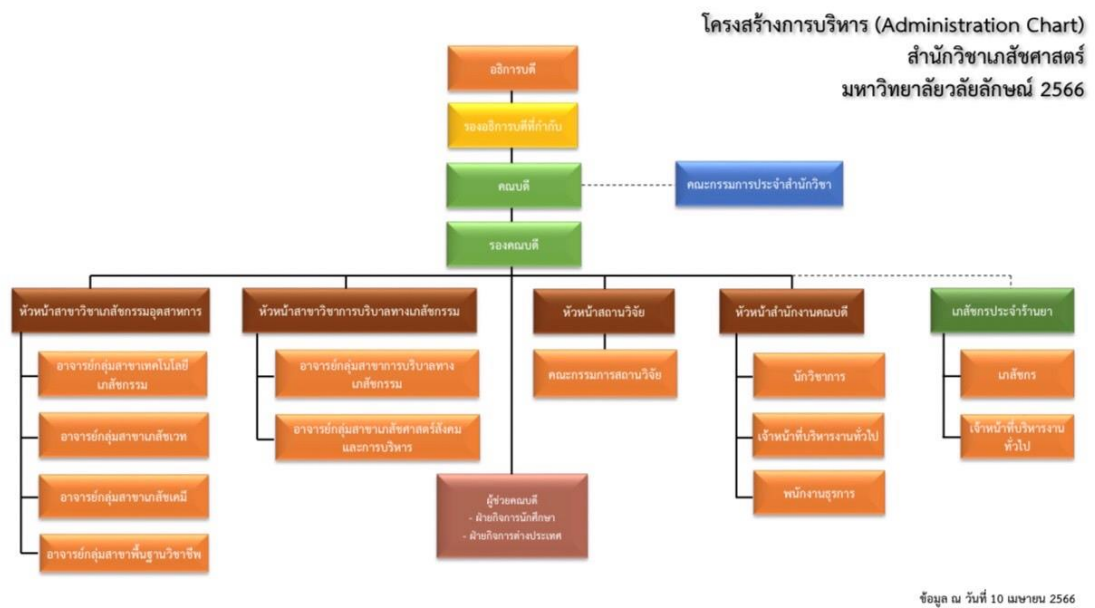 โครงสร้างการบริหาร (Administration Chart)
สำนักวิชาเภสัชศาสตร์
มหาวิทยาลัยวลัยลักษณ์ 2566
อธิการบดี
รองอธิการบดีที่กำกับ
คณบดี
คณะกรรมการประจำสำนักวิชา
รองคณบดี
หัวหน้าสาขาวิชาเภสัชกรรมอุตสาหการ
อาจารย์กลุ่มสาขาเทคโนโลยี
เภสัชกรรม
อาจารย์กลุ่มสาขาเภสัชเวท
อาจารย์กลุ่มสาขาเภสัชเคมี
อาจารย์กลุ่มสาขาพื้นฐานวิชาชีพ
หัวหน้าสาขาวิชาการบริบาลทางเภสัชกรรม
อาจารย์กลุ่มสาขาการบริบาลทาง
เภสัชกรรม
อาจารย์กลุ่มสาขาเภสัชศาสตร์สังคม
และการบริหาร
ผู้ช่วยคณบดี
- ฝ่ายกิจการนักศึกษา
- ฝ่ายกิจการต่างประเทศ
หัวหน้าสถานวิจัย
คณะกรรมการสถานวิจัย
หัวหน้าสำนักงานคณบดี
นักวิชาการ
เจ้าหน้าที่บริหารงานทั่วไป
พนักงานธุรการ
เภสัชกรประจำร้านยา
เภสัชกร
เจ้าหน้าที่บริหารงาน
ทั่วไป
ข้อมูล ณ วันที่ 10 เมษายน 2566